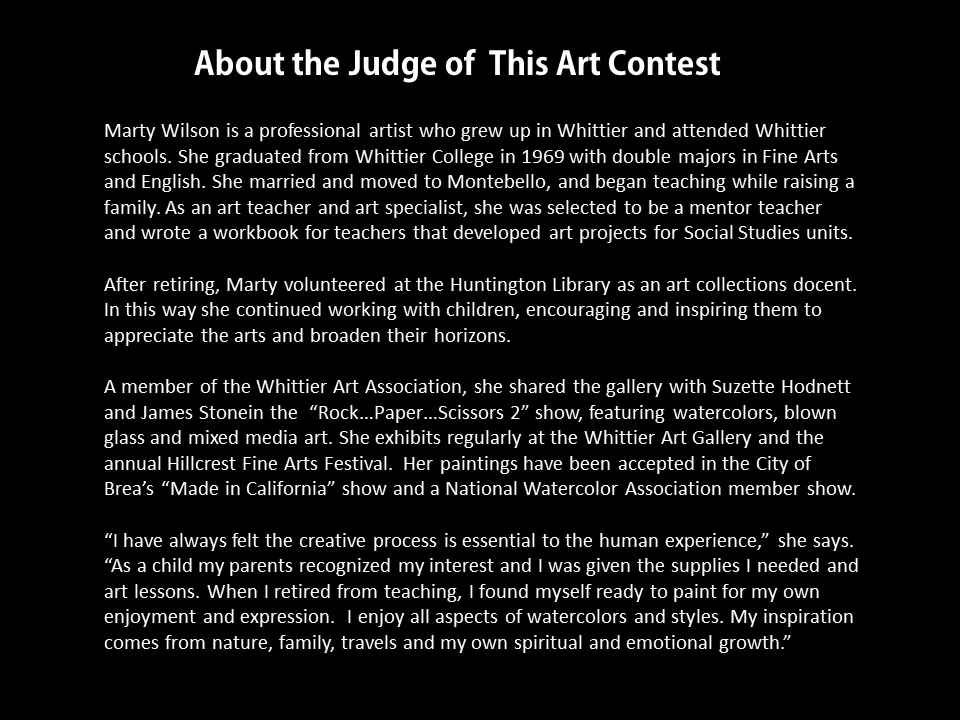 About the Judge of  This Art Contest
Marty Wilson is a professional artist who grew up in Whittier and attended Whittier
schools. She graduated from Whittier College in 1969 with double majors in Fine Arts
and English. She married and moved to Montebello, and began teaching while raising a
family. As an art teacher and art specialist, she was selected to be a mentor teacher
and wrote a workbook for teachers that developed art projects for Social Studies units.
After retiring, Marty volunteered at the Huntington Library as an art collections docent.
In this way she continued working with children, encouraging and inspiring them to
appreciate the arts and broaden their horizons.
A member of the Whittier Art Association, she shared the gallery with Suzette Hodnett
and James Stonein the  “Rock...Paper...Scissors 2” show, featuring watercolors, blown
glass and mixed media art. She exhibits regularly at the Whittier Art Gallery and the
annual Hillcrest Fine Arts Festival.  Her paintings have been accepted in the City of
Brea’s “Made in California” show and a National Watercolor Association member show.
“I have always felt the creative process is essential to the human experience,” she says.
“As a child my parents recognized my interest and I was given the supplies I needed and
art lessons. When I retired from teaching, I found myself ready to paint for my own
enjoyment and expression.  I enjoy all aspects of watercolors and styles. My inspiration
comes from nature, family, travels and my own spiritual and emotional growth.”